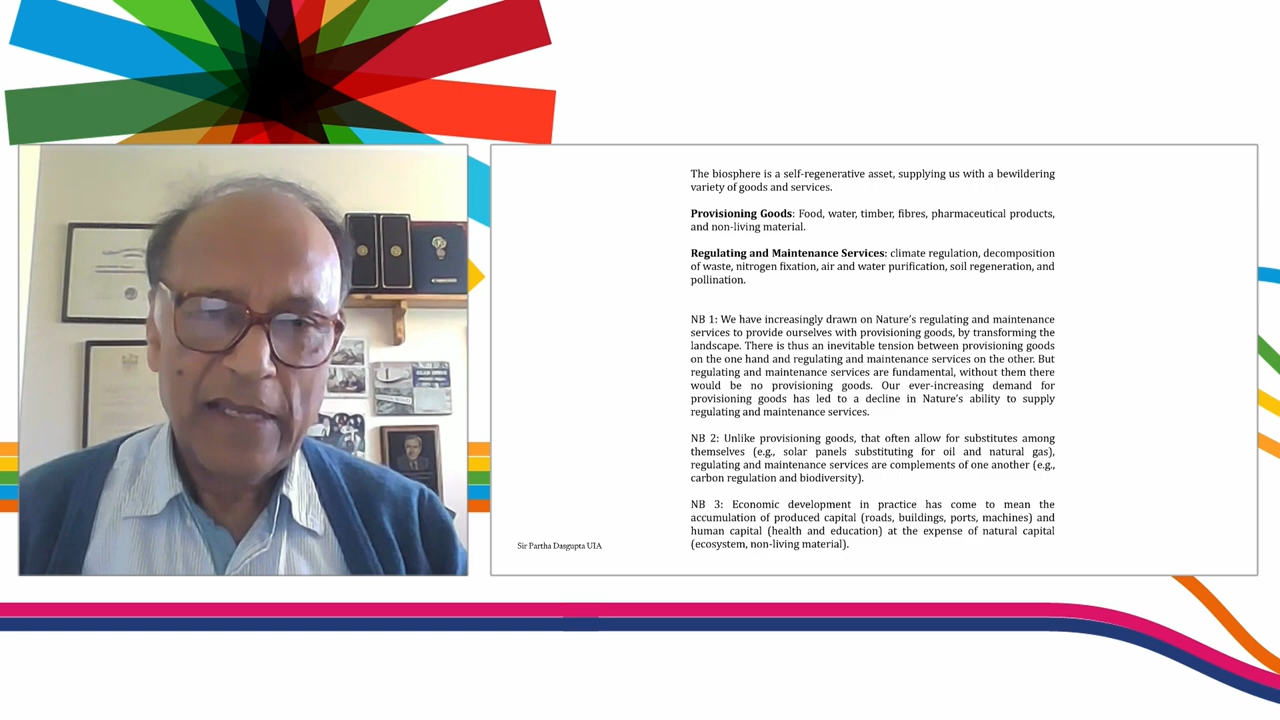 The biosphere is a self-regenerative asset, supplying us with a bewildering
variety of goods and services.
Provisioning Goods: Food, water, timber, fibres, pharmaceutical products,
and non-living material.
Regulating and Maintenance Services: climate regulation, decomposition
of waste, nitrogen fixation, air and water purification, soil regeneration, and
pollination.
NB 1: We have increasingly drawn on Nature's regulating and maintenance
services to provide ourselves with provisioning goods, by transforming the
landscape. There is thus an inevitable tension between provisioning goods
on the one hand and regulating and maintenance services on the other. But
regulating and maintenance services are fundamental, without them there
would be no provisioning goods. Our ever-increasing demand for
provisioning goods has led to a decline in Nature's ability to supply
regulating and maintenance services.
NB 2: Unlike provisioning goods, that often allow for substitutes among
themselves (e.g., solar panels substituting for oil and natural gas),
regulating and maintenance services are complements of one another (e.g.,
carbon regulation and biodiversity).
NB 3: Economic development in practice has come to mean the
accumulation of produced capital (roads, buildings, ports, machines) and
human capital (health and education) at the expense of natural capital
(ecosystem, non-living material).
Sir Partha Dasgupta UIA